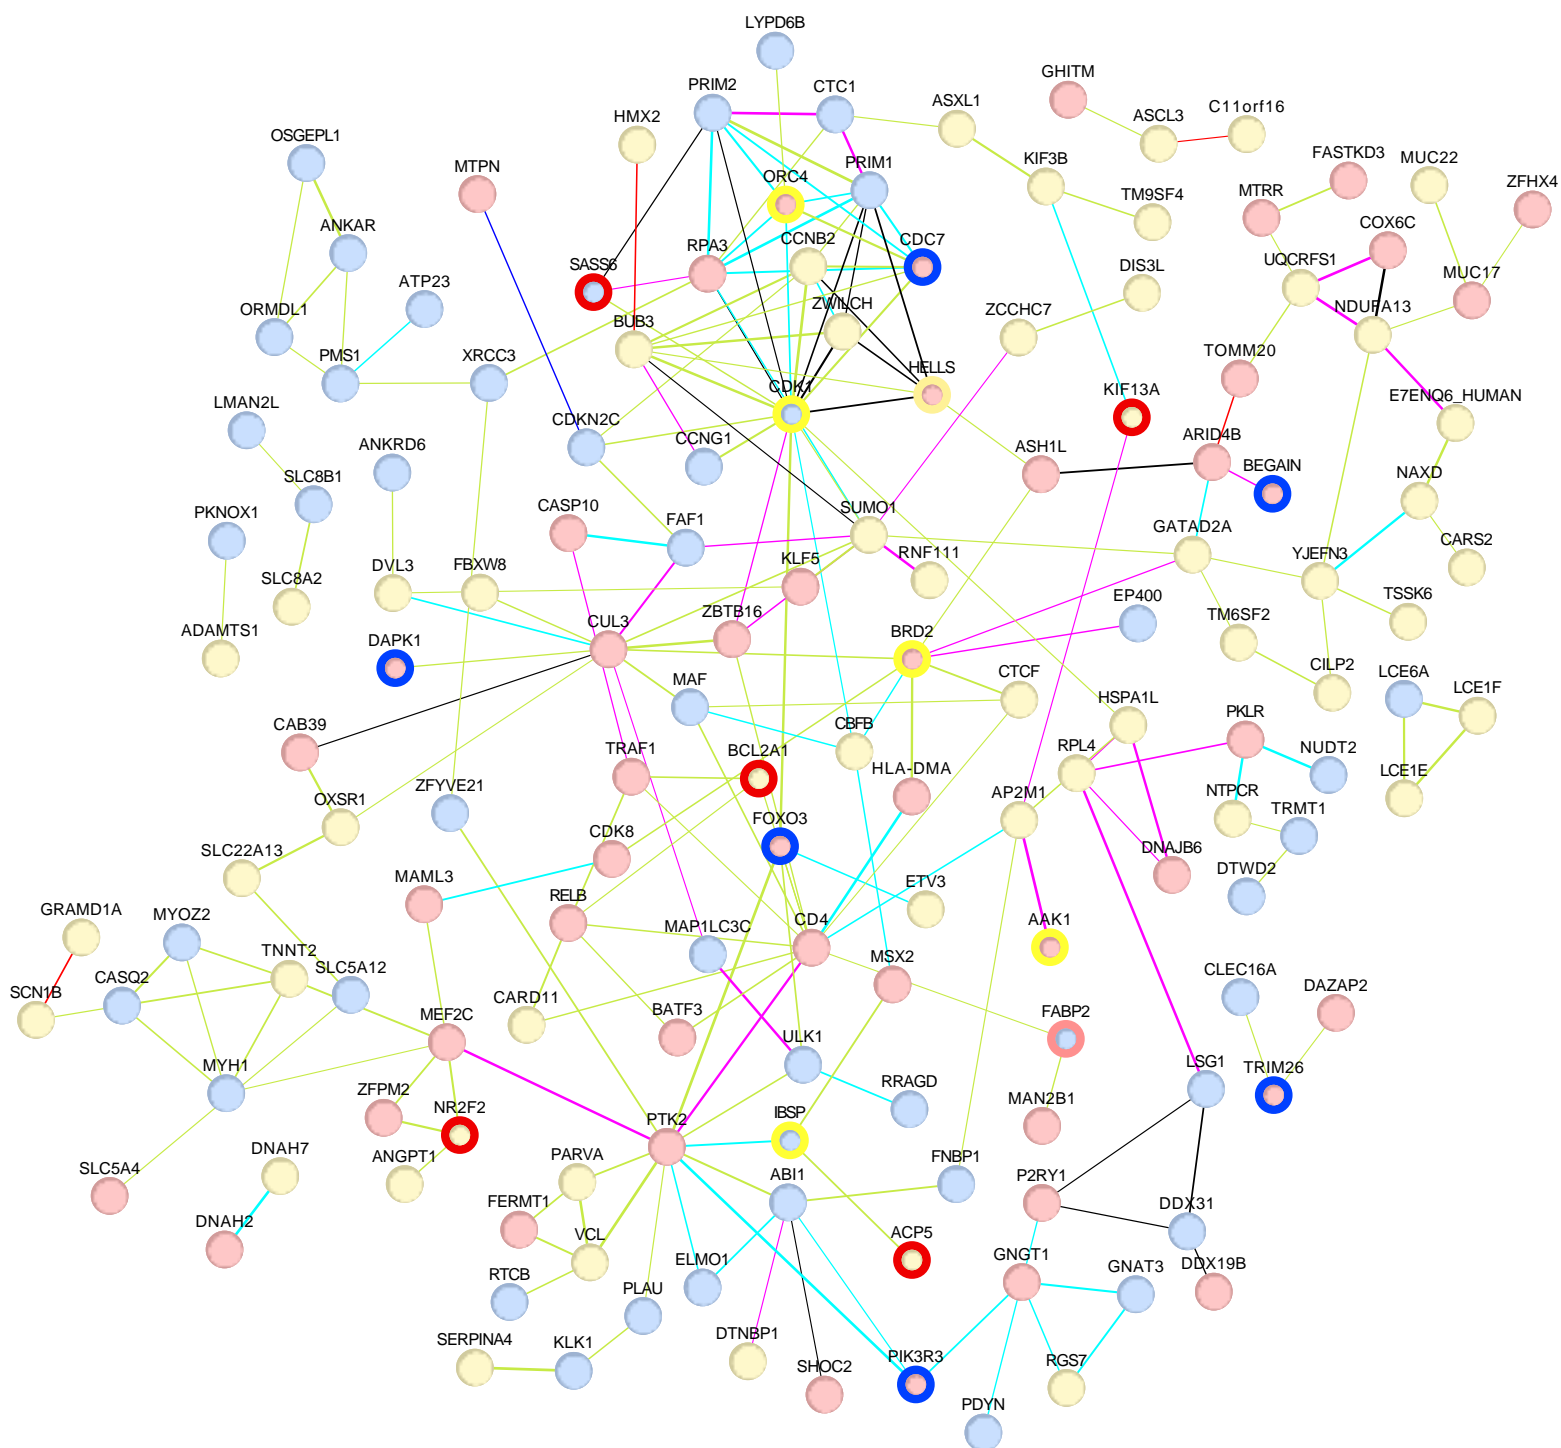 LYPD6B
GHITM
PRIM2
CTC1
ASXL1
C11orf16
HMX2
ASCL3
OSGEPL1
FASTKD3
MUC22
PRIM1
MTPN
KIF3B
ZFHX4
ORC4
MTRR
TM9SF4
COX6C
ANKAR
CCNB2
RPA3
CDC7
SASS6
UQCRFS1
DIS3L
MUC17
ATP23
NDUFA13
ORMDL1
ZWILCH
ZCCHC7
BUB3
PMS1
XRCC3
TOMM20
HELLS
CDK1
KIF13A
E7ENQ6_HUMAN
LMAN2L
CDKN2C
ARID4B
ANKRD6
CCNG1
ASH1L
BEGAIN
NAXD
SLC8B1
CASP10
PKNOX1
FAF1
SUMO1
GATAD2A
CARS2
RNF111
YJEFN3
KLF5
SLC8A2
DVL3
FBXW8
TSSK6
EP400
TM6SF2
ZBTB16
CUL3
BRD2
ADAMTS1
DAPK1
CILP2
CTCF
LCE6A
LCE1F
MAF
HSPA1L
PKLR
CAB39
CBFB
RPL4
NUDT2
TRAF1
BCL2A1
HLA-DMA
LCE1E
ZFYVE21
AP2M1
NTPCR
OXSR1
TRMT1
FOXO3
CDK8
DNAJB6
SLC22A13
DTWD2
MAML3
ETV3
RELB
GRAMD1A
MYOZ2
CD4
AAK1
MAP1LC3C
TNNT2
MSX2
SLC5A12
CLEC16A
CASQ2
DAZAP2
SCN1B
CARD11
BATF3
FABP2
MEF2C
ULK1
MYH1
LSG1
TRIM26
RRAGD
ZFPM2
NR2F2
IBSP
MAN2B1
PTK2
DNAH7
ANGPT1
PARVA
FNBP1
SLC5A4
ABI1
P2RY1
FERMT1
DDX31
DNAH2
VCL
ACP5
ELMO1
GNGT1
GNAT3
DDX19B
RTCB
PLAU
SERPINA4
KLK1
DTNBP1
PIK3R3
SHOC2
RGS7
PDYN